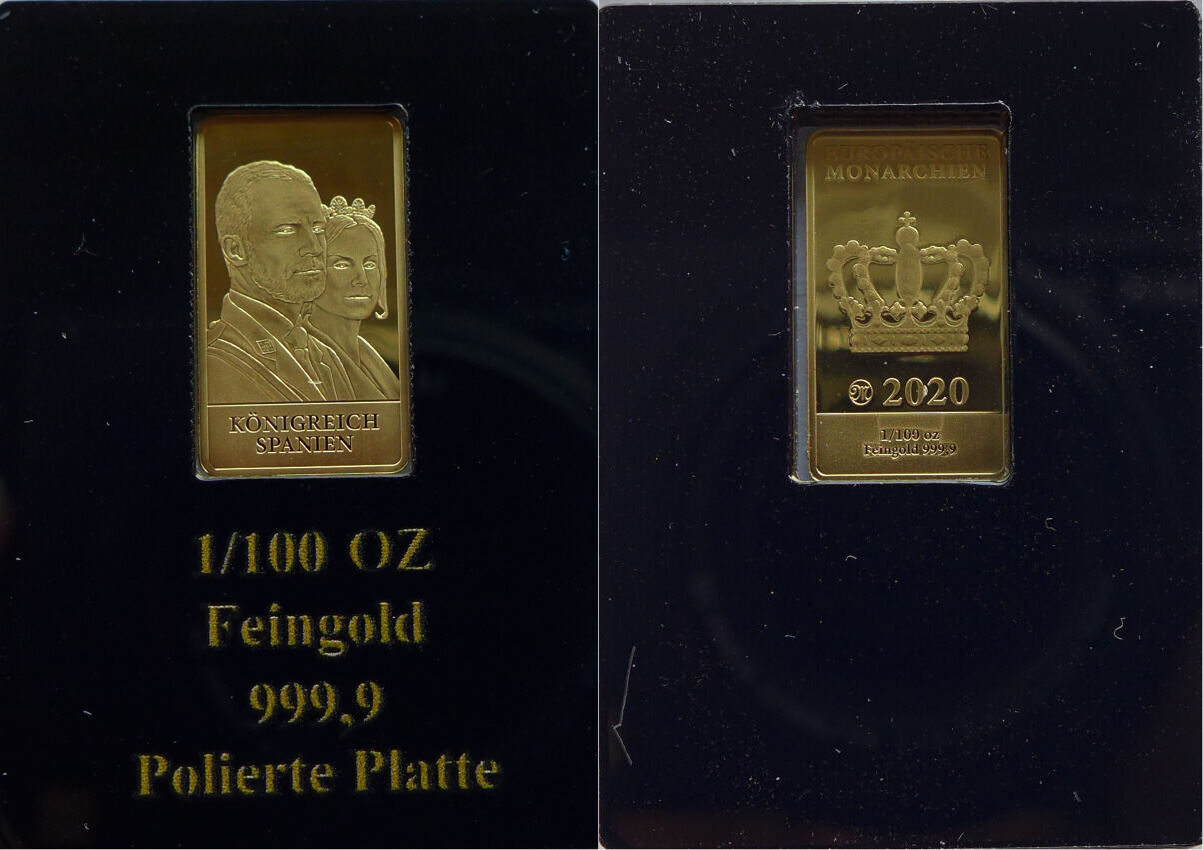 KÖNIGREICH
SPANIEN
1/100 OZ
Feingold
999,9
Polierte Platte
EUROPÄISCHE
MONARCHIEN
2020
1/100 oz
Feingold 999,9